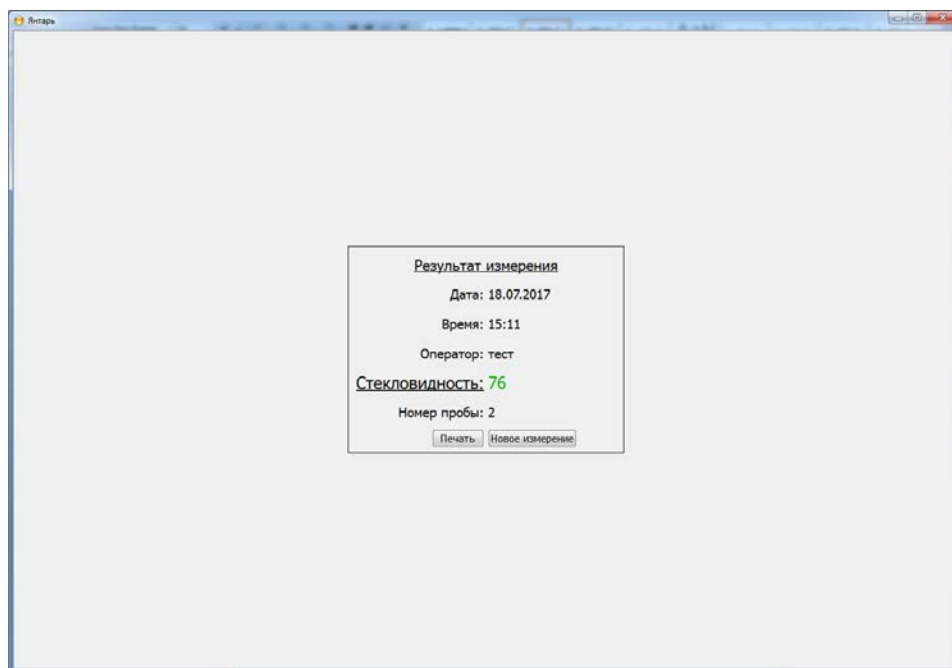 Янтарь
Результат измерения
Дата: 18.07.2017
Время: 15:11
Оператор: тест
Стекловидность: 76
Номер пробы: 2
Печать Новое измерение